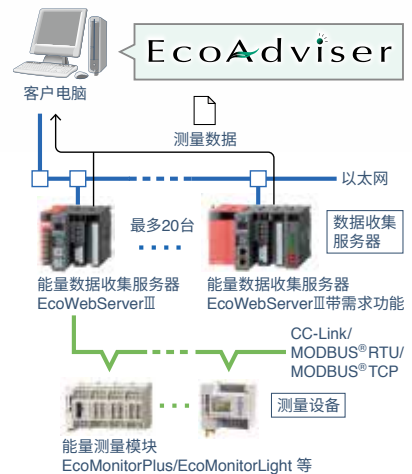 EcoAdviser
客户电脑
测量数据
以太网
最多20台
数据收集
服务器
能量数据收集服务器
EcoWebServerⅢ
能量数据收集服务器
EcoWebServerⅢ带需求功能
CC-Link/
MODBUS®RTU/
MODBUS®TCP
测量设备
能量测量模块
EcoMonitorPlus/EcoMonitorLight 等